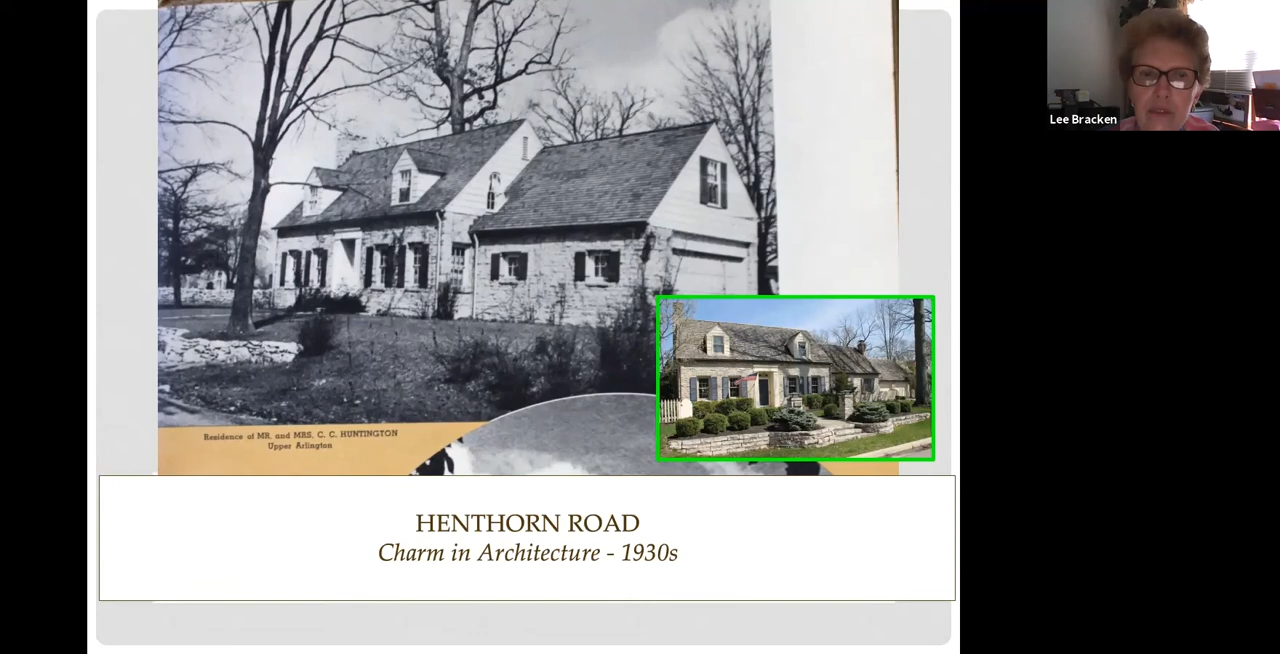 Lee Bracken
Residence of MR. and MRS. C. C. HUNTINGTON
Upper Arlington
HENTHORN ROAD
Charm in Architecture - 1930s